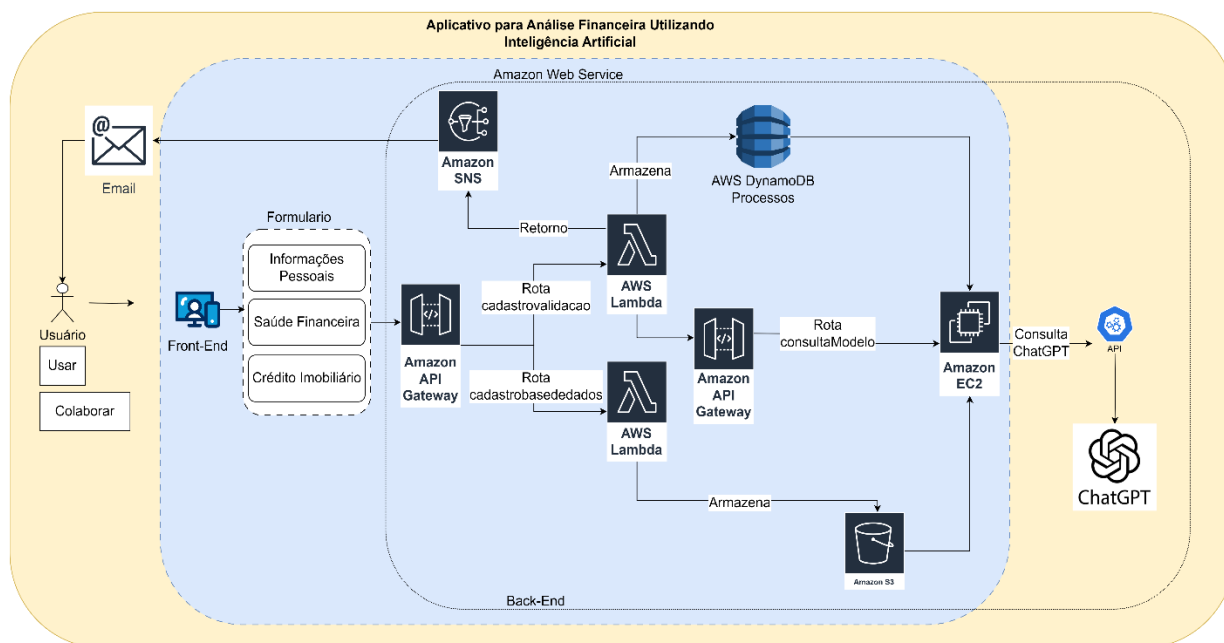 Aplicativo para Análise Financeira Utilizando
Inteligência Artificial
Amazon Web Service
@
Email
Amazon
SNS
Armazena
AWS DynamoDB
Processos
Formulario
Informações
Pessoais
Saúde Financeira
Crédito Imobiliário
Retorno
AWS
Lambda
Rota
cadastrovalidacao
Usuário
Usar
Colaborar
Front-End
Amazon
API
Gateway
Rota
cadastrobasededados
AWS
Lambda
Amazon
API
Gateway
Rota
consultaModelo
Amazon
EC2
Consulta
ChatGPT
API
ChatGPT
Armazena
Amazon S3
Back-End